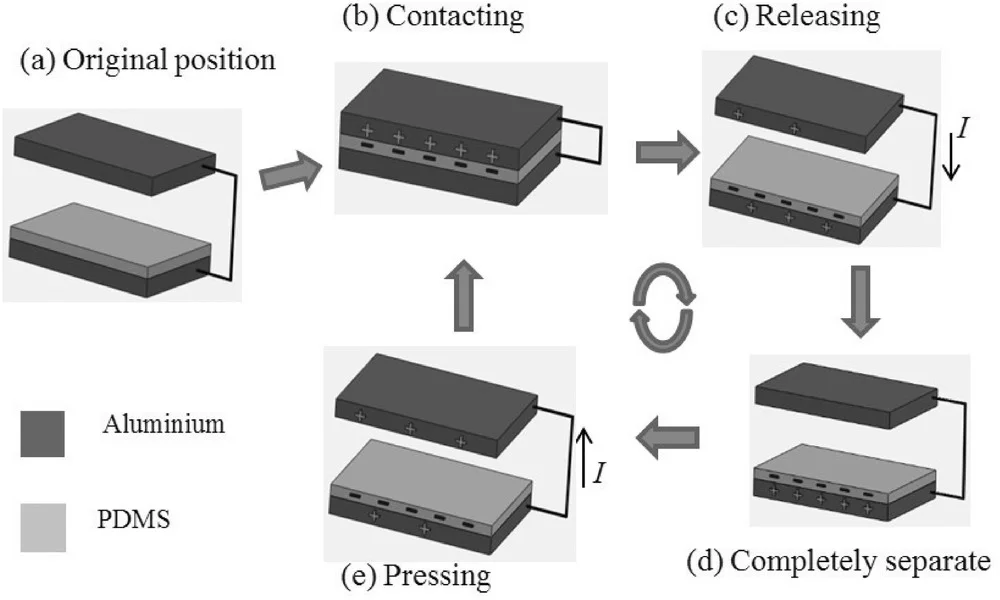 (a) Original position
(b) Contacting
(c) Releasing
I
(d) Completely separate
(e) Pressing
I
Aluminium
PDMS